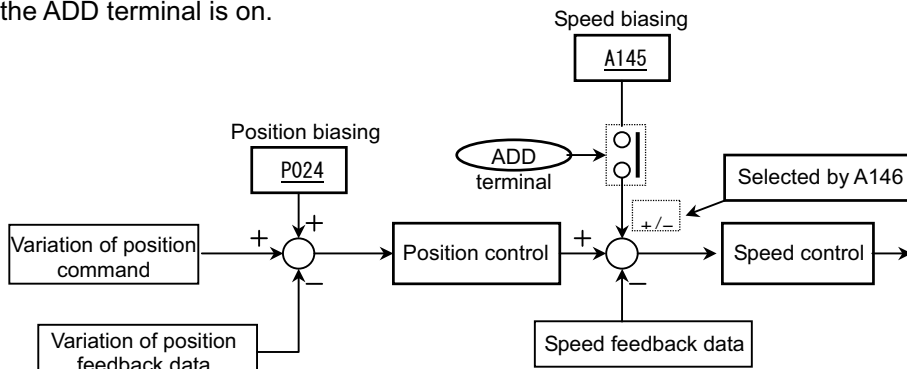 the ADD terminal is on.
Speed biasing
A145
Position biasing
P024
ADD
terminal
Selected by A146
+/−
+
Variation of position
command
+
−
Position control
+
−
Speed control
Variation of position
feedback data
Speed feedback data